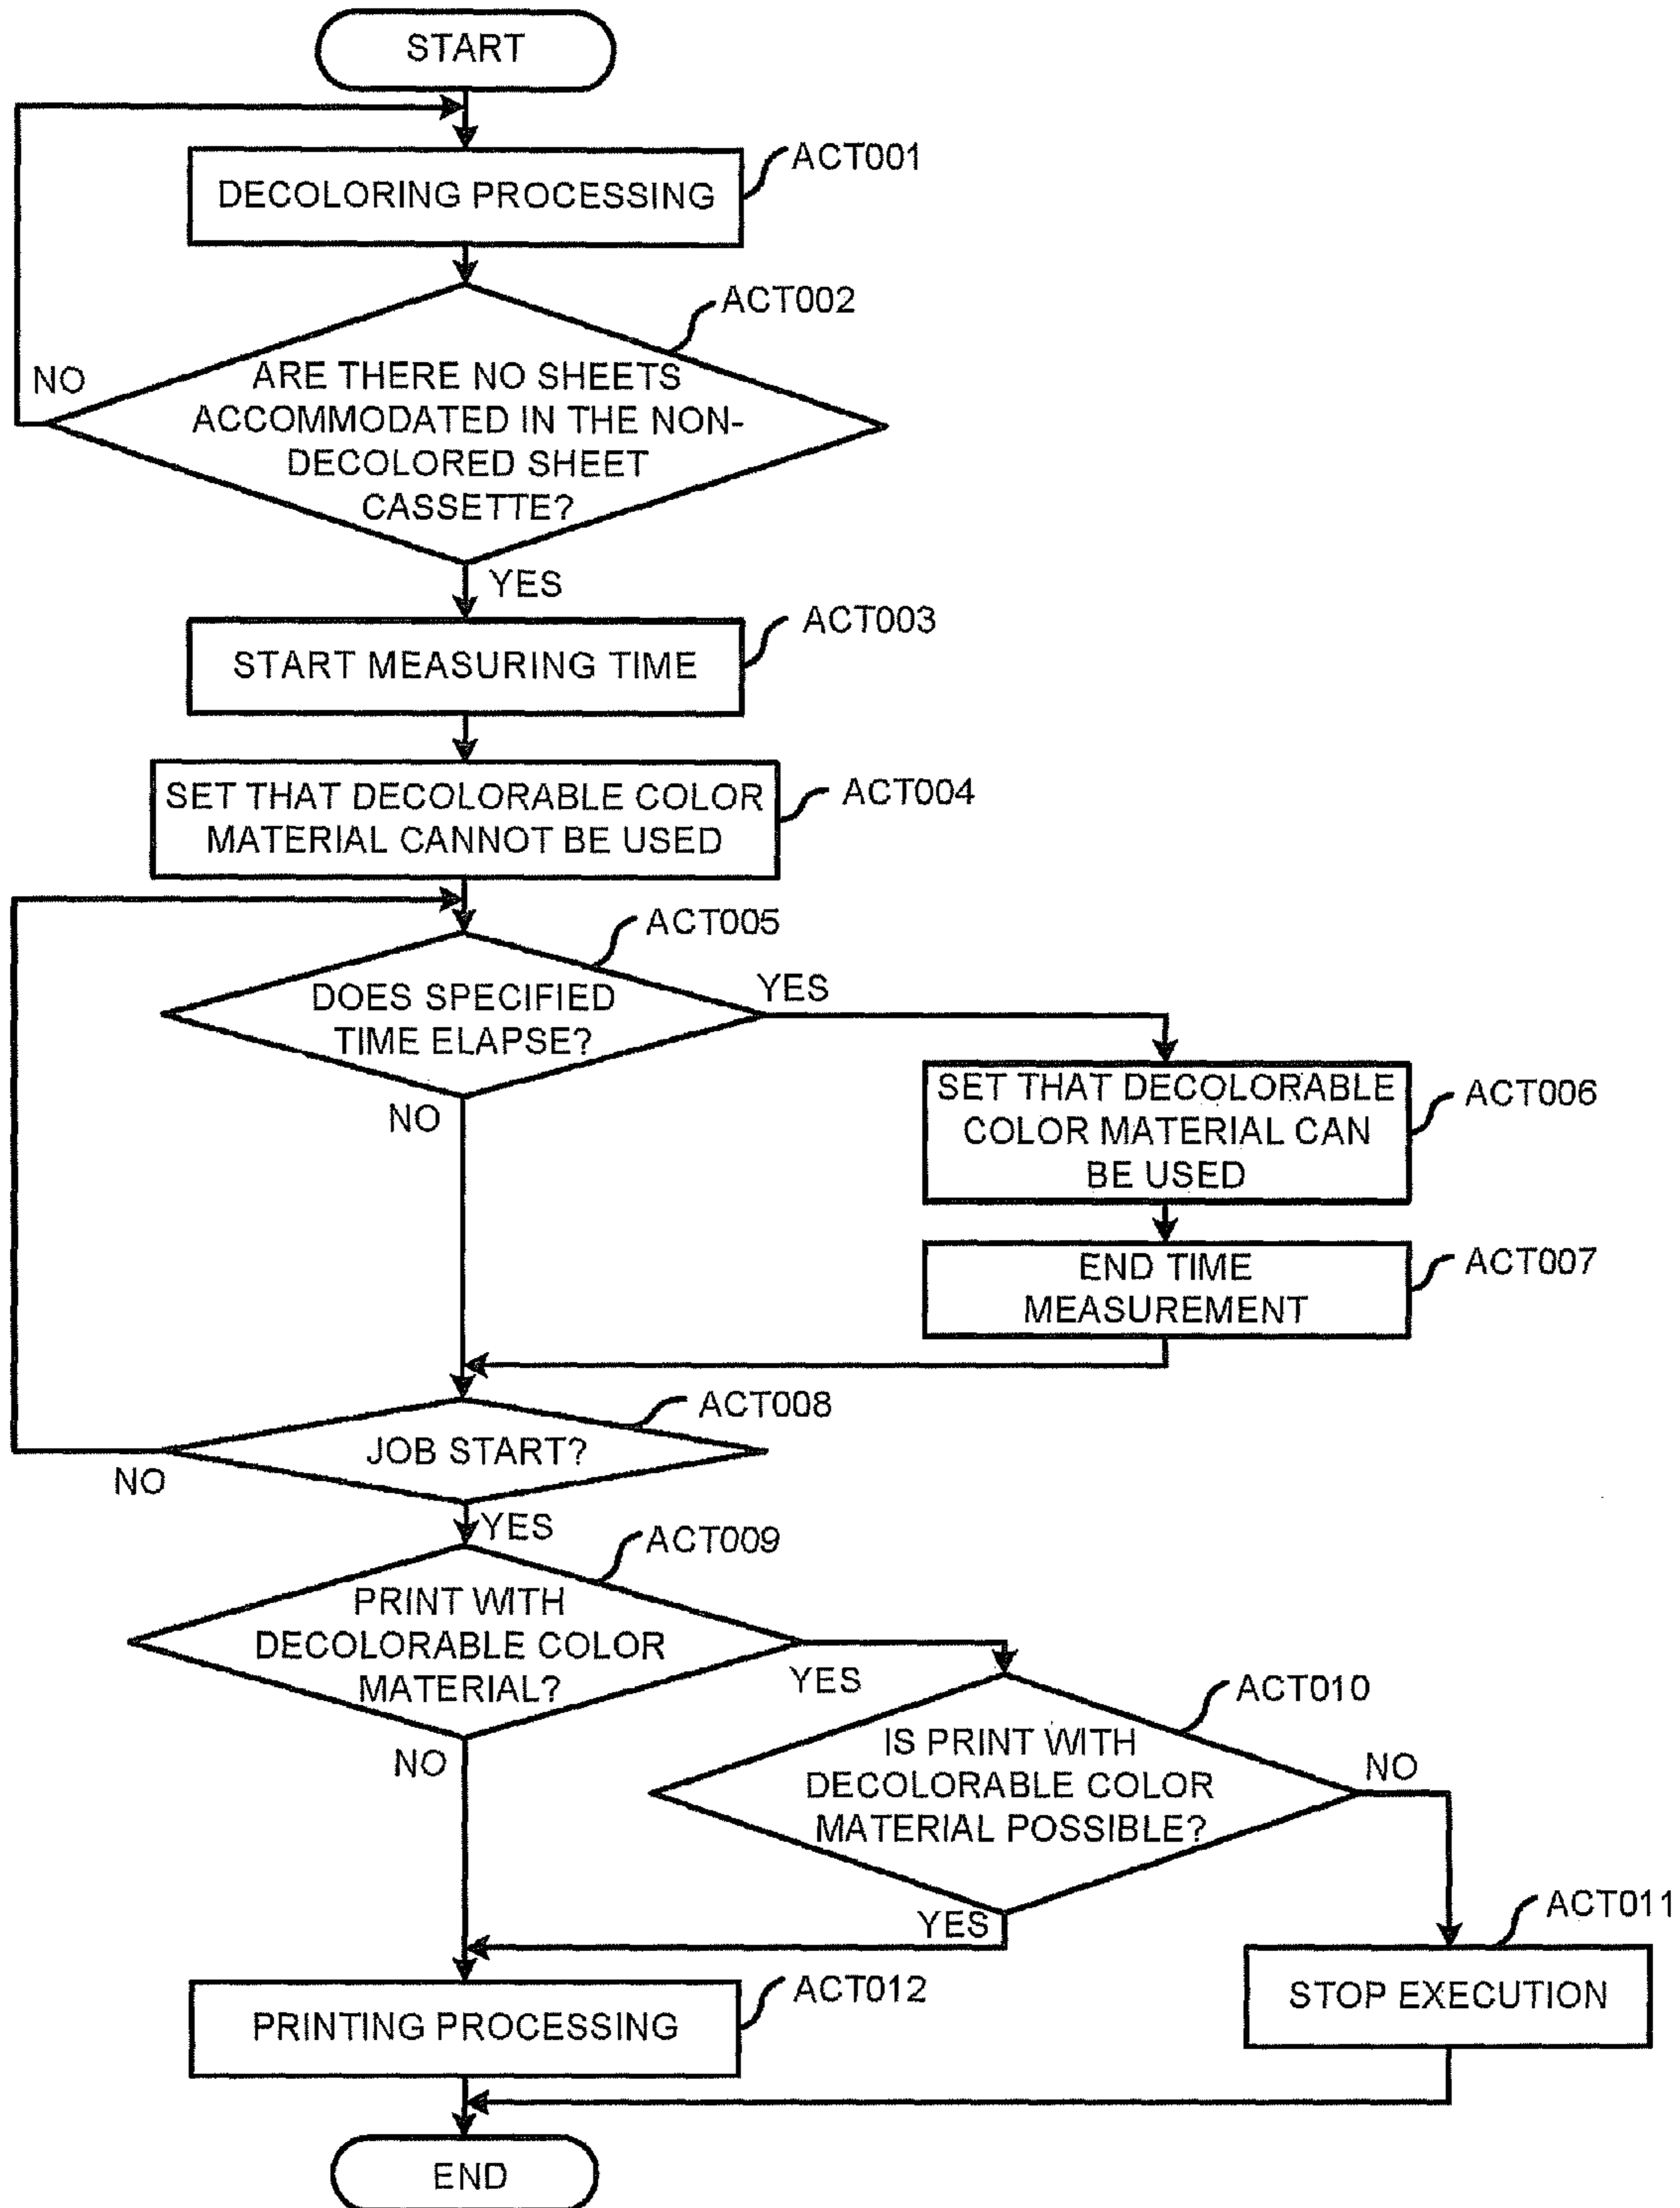 START
ACT001
DECOLORING PROCESSING
ACT002
NO
ARE THERE NO SHEETS
ACCOMMODATED IN THE NON-
DECOLORED SHEET
CASSETTE?
YES
ACT003
START MEASURING TIME
ACT004
SET THAT DECOLORABLE COLOR
MATERIAL CANNOT BE USED
ACT005
DOES SPECIFIED
TIME ELAPSE?
YES
NO
SET THAT DECOLORABLE
COLOR MATERIAL CAN
BE USED
ACT006
END TIME
MEASUREMENT
ACT007
ACT008
JOB START?
NO
YES
ACT009
PRINT WITH
DECOLORABLE COLOR
MATERIAL?
YES
NO
ACT010
IS PRINT WITH
DECOLORABLE COLOR
MATERIAL POSSIBLE?
NO
YES
ACT011
STOP EXECUTION
ACT012
PRINTING PROCESSING
END